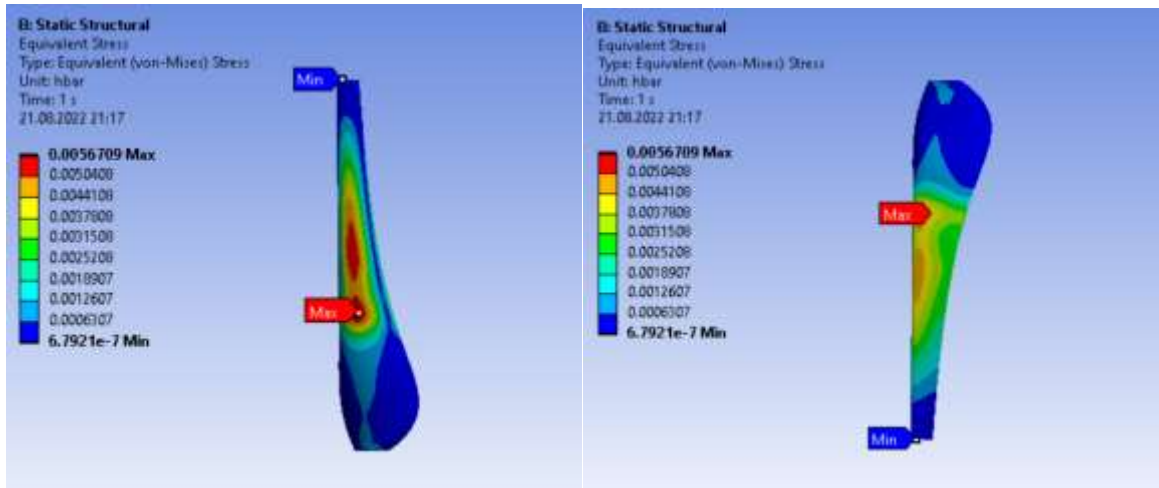 B: Static Structural
Equivalent Stress
Type: Equivalent (von-Mises) Stress
Unit: hbar
Time: 1 s
21.08.2022 21:17
0.0056709 Max
0.0050408
0.0044108
0.0037808
0.0031508
0.0025208
0.0018907
0.0012607
0.0006307
6.7921e-7 Min
Min
Max
B: Static Structural
Equivalent Stress
Type: Equivalent (von-Mises) Stress
Unit: hbar
Time: 1 s
21.08.2022 21:17
0.0056709 Max
0.0050408
0.0044108
0.0037808
0.0031508
0.0025208
0.0018907
0.0012607
0.0006307
6.7921e-7 Min
Max
Min